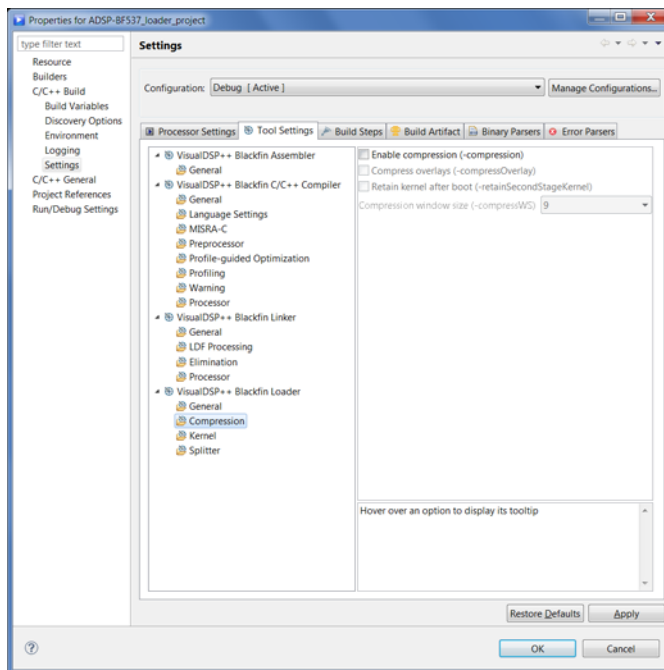 Properties for ADSP-BF537_loader_project
type filter text
Resource
Builders
C/C++ Build
Build Variables
Discovery Options
Environment
Logging
Settings
C/C++ General
Project References
Run/Debug Settings
Settings
Configuration: Debug [ Active ]
Manage Configurations...
Processor Settings Tool Settings Build Steps Build Artifact Binary Parsers Error Parsers
VisualDSP++ Blackfin Assembler
General
VisualDSP++ Blackfin C/C++ Compiler
General
Language Settings
MISRA-C
Preprocessor
Profile-guided Optimization
Profiling
Warning
Processor
VisualDSP++ Blackfin Linker
General
LDF Processing
Elimination
Processor
VisualDSP++ Blackfin Loader
General
Compression
Kernel
Splitter
Enable compression (-compression)
Compress overlays (-compressOverlay)
Retain kernel after boot (-retainSecondStageKernel)
Compression window size (-compressWS) 9
Hover over an option to display its tooltip
Restore Defaults Apply
? OK Cancel